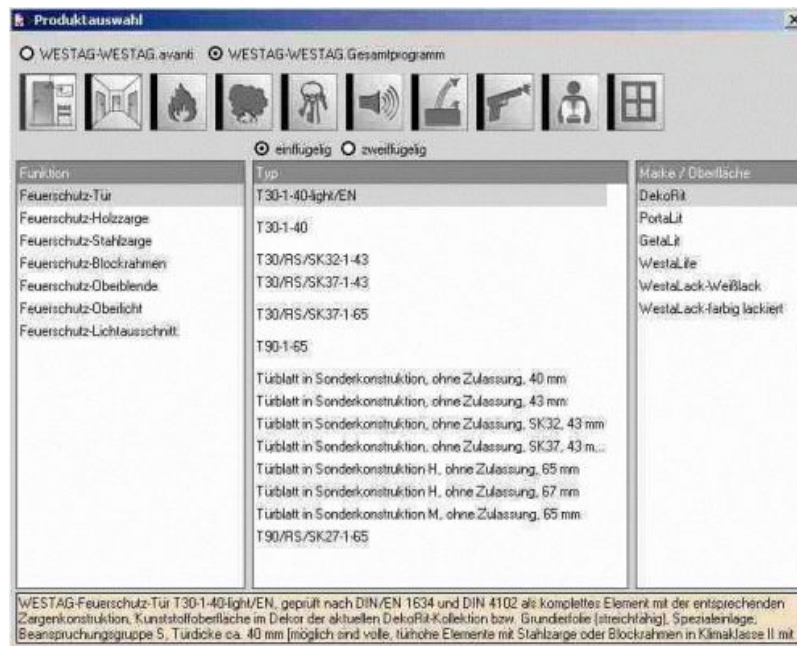 Produktauswahl
WESTAG-WESTAG.avanti WESTAG-WESTAG.Gesamtprogramm
einflügelig zweiflügelig
Funktion
Feuerschutz-Tür
Feuerschutz-Holzzarge
Feuerschutz-Stahlzarge
Feuerschutz-Blockrahmen
Feuerschutz-Oberblende
Feuerschutz-Oberlicht
Feuerschutz-Lichtausschnitt
Typ
T30-1-40-light/EN
T30-1-40
T30/RS/SK32-1-43
T30/RS/SK37-1-43
T30/RS/SK37-1-65
T90-1-65
Türblatt in Sonderkonstruktion, ohne Zulassung, 40 mm
Türblatt in Sonderkonstruktion, ohne Zulassung, 43 mm
Türblatt in Sonderkonstruktion, ohne Zulassung, SK32, 43 mm
Türblatt in Sonderkonstruktion, ohne Zulassung, SK37, 43 m...
Türblatt in Sonderkonstruktion H, ohne Zulassung, 65 mm
Türblatt in Sonderkonstruktion H, ohne Zulassung, 67 mm
Türblatt in Sonderkonstruktion M, ohne Zulassung, 65 mm
T90/RS/SK27-1-65
Marke / Oberfläche
DekoRit
PortaLit
GetaLit
WestaLife
WestaLack-Weißlack
WestaLack-farbig lackiert
WESTAG-Feuerschutz-Tür T30-1-40-light/EN, geprüft nach DIN/EN 1634 und DIN 4102 als komplettes Element mit der entsprechenden
Zargenkonstruktion, Kunststoffoberfläche im Dekor der aktuellen DekoRit-Kollektion bzw. Grundierfolie (streichfähig), Spezialeinlage,
Beanspruchungsgruppe S, Türdicke ca. 40 mm [möglich sind volle, türhohe Elemente mit Stahlzarge oder Blockrahmen in Klimaklasse II mit